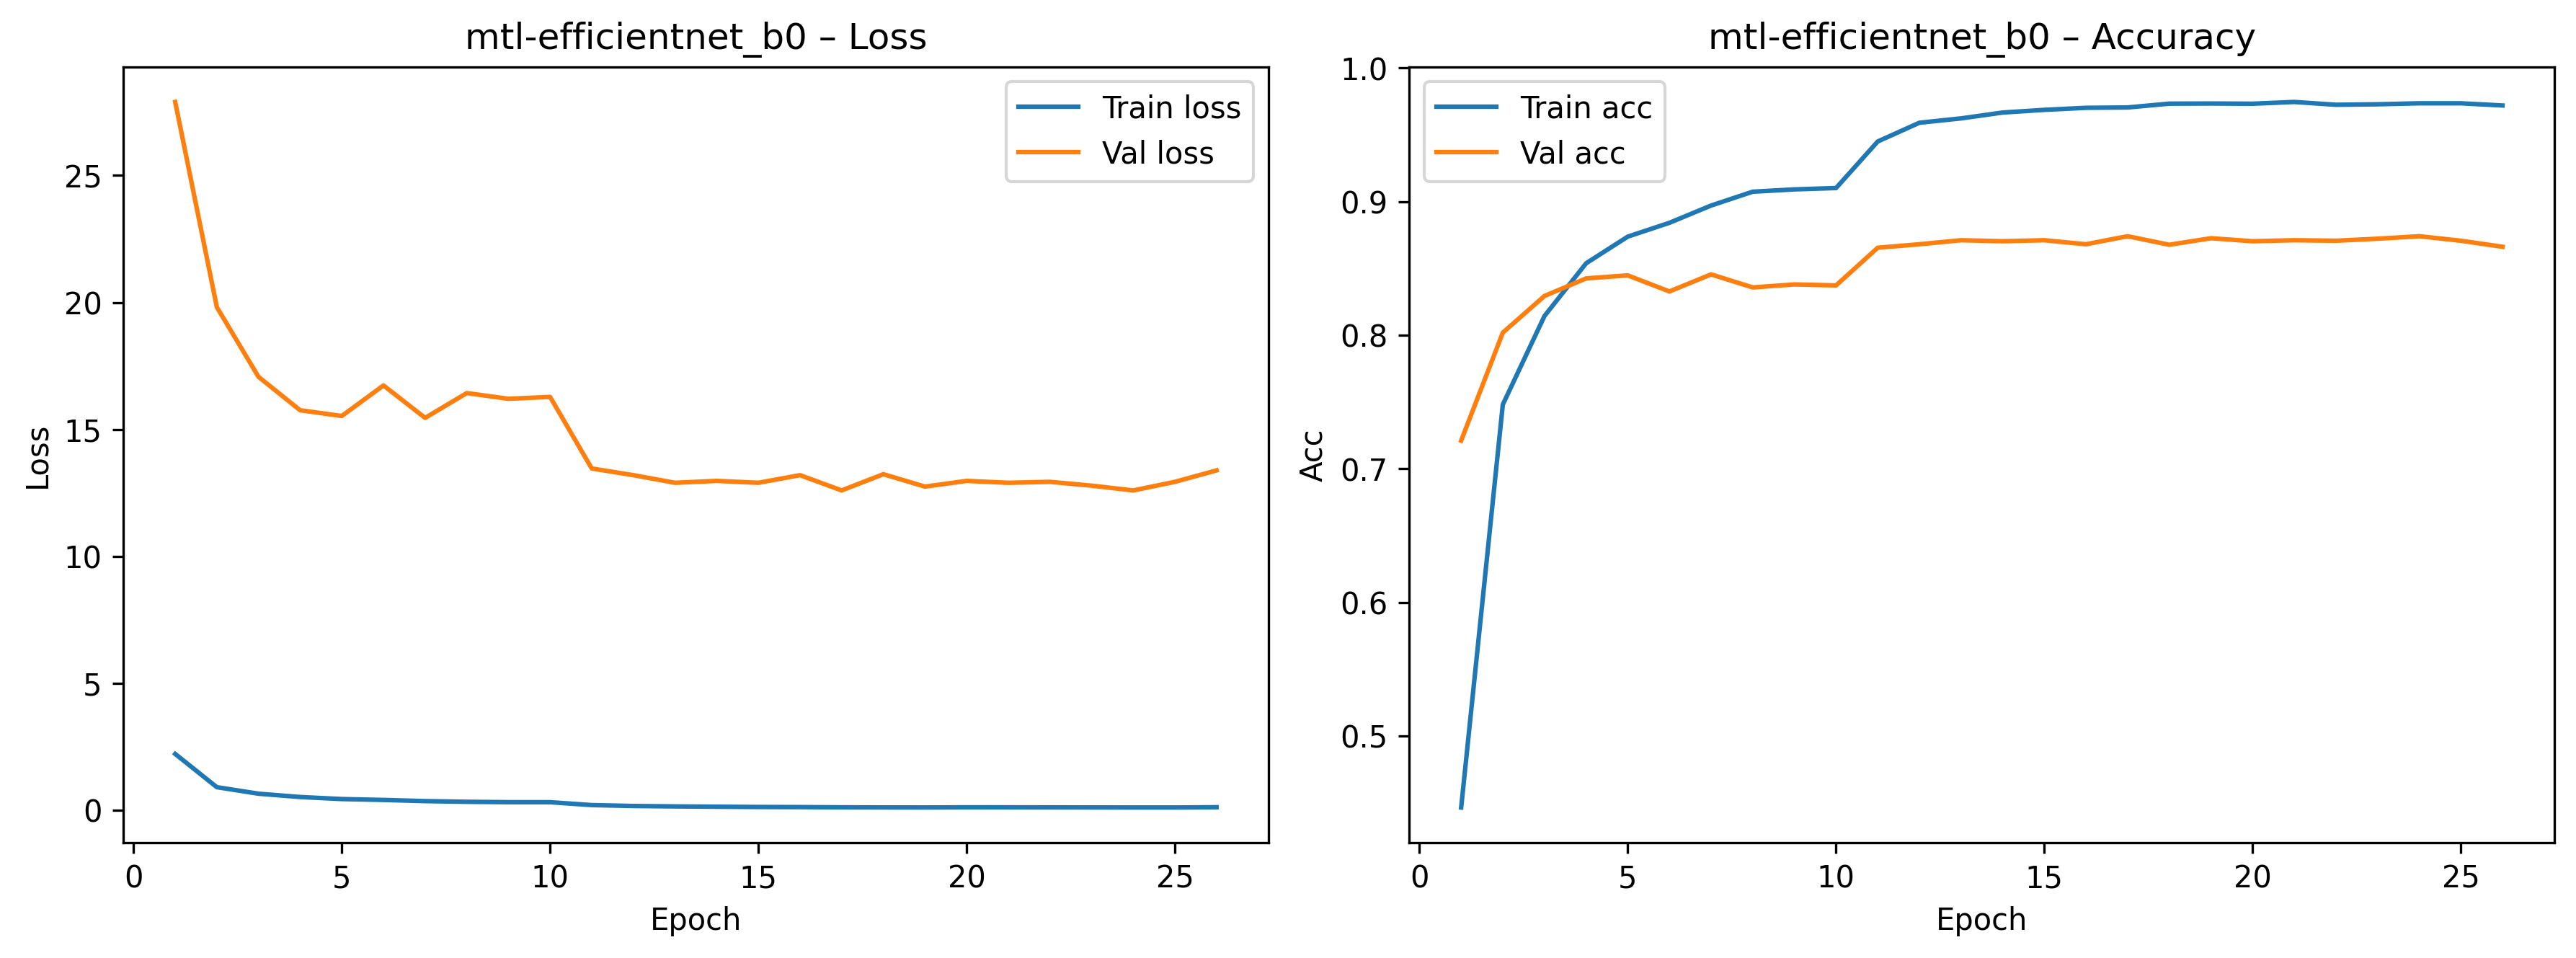 mtl-efficientnet_b0 – Loss
Train loss
Val loss
25
20
15
10
5
0
Loss
0 5 10 15 20 25
Epoch
mtl-efficientnet_b0 – Accuracy
Train acc
Val acc
1.0
0.9
0.8
0.7
0.6
0.5
Acc
0 5 10 15 20 25
Epoch